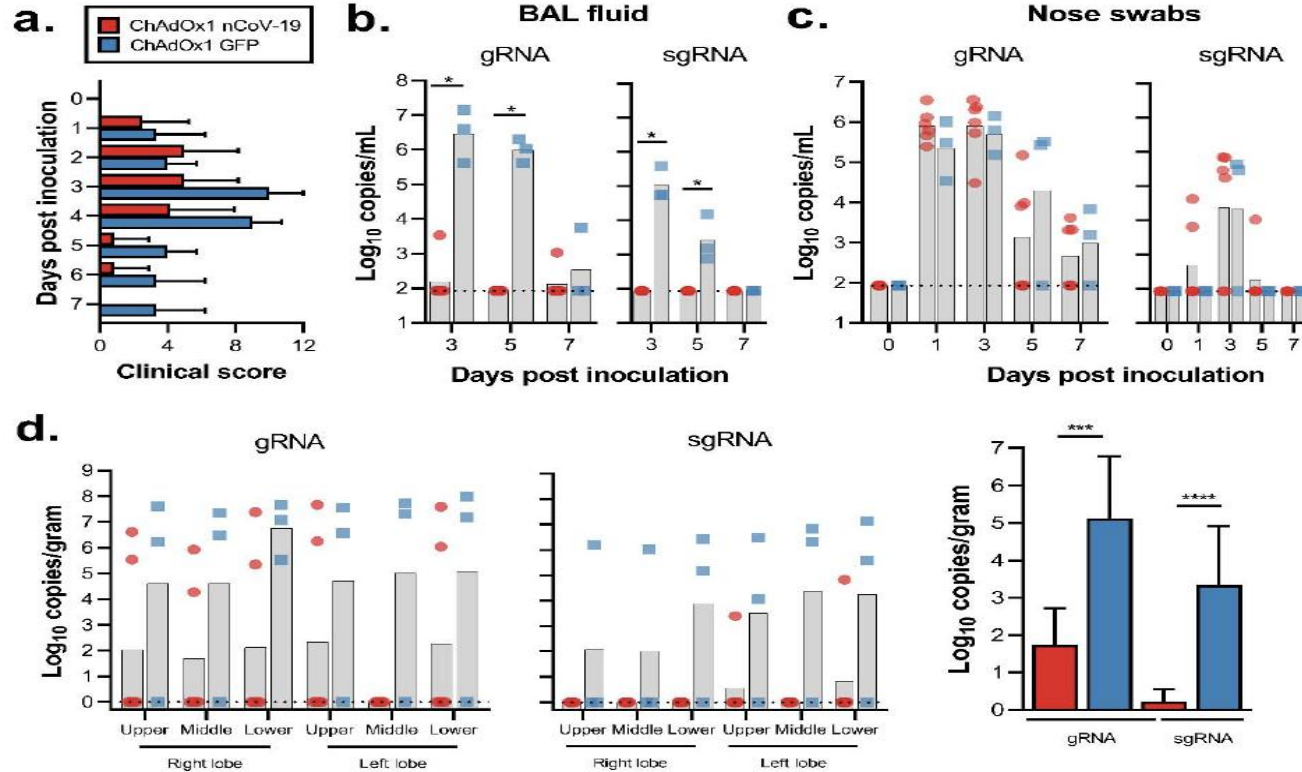 a.
ChAdOx1 nCoV-19
ChAdOx1 GFP
Days post inoculation
0
1
2
3
4
5
6
7
0 4 8 12
Clinical score
b.
BAL fluid
gRNA sgRNA
Log10 copies/mL
8
7
6
5
4
3
2
1
* *
* *
3 5 7 3 5 7
Days post inoculation
c.
Nose swabs
gRNA sgRNA
Log10 copies/mL
7
6
5
4
3
2
1
0 1 3 5 7 0 1 3 5 7
Days post inoculation
d.
gRNA
Log10 copies/gram
9
8
7
6
5
4
3
2
1
0
Upper Middle Lower Upper Middle Lower
Right lobe Left lobe
sgRNA
Upper Middle Lower Upper Middle Lower
Right lobe Left lobe
Log10 copies/gram
7
6
5
4
3
2
1
0
*** ****
gRNA sgRNA